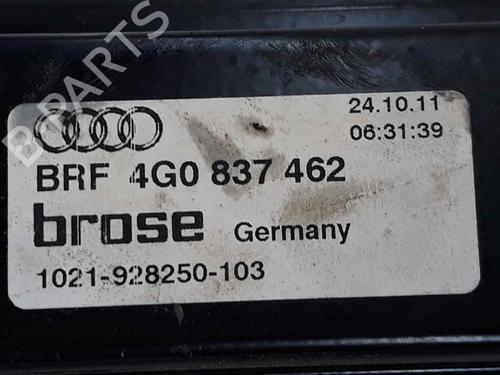 B-PARTS
24.10.11
06:31:39
BRF 4G0 837 462
brose Germany
1021-928250-103